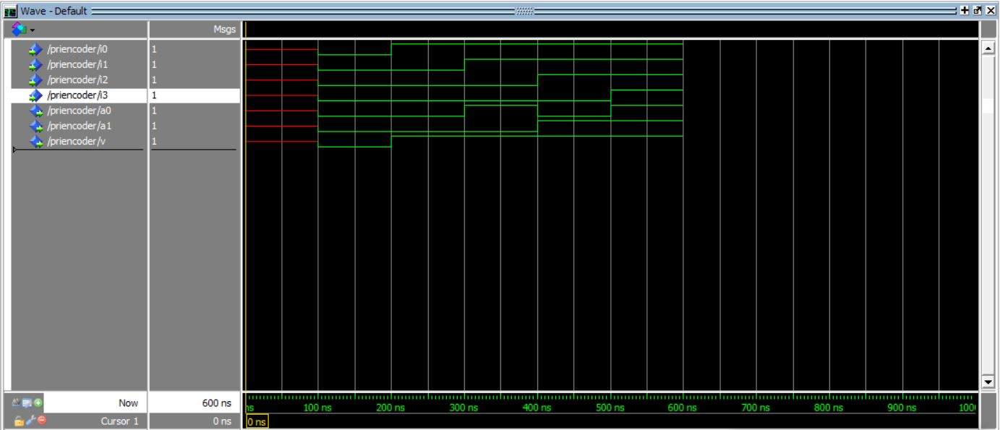 Wave - Default
Msgs
/priencoder/i0 1
/priencoder/i1 1
/priencoder/i2 1
/priencoder/i3 1
/priencoder/a0 1
/priencoder/a1 1
/priencoder/v 1
Now 600 ns
ns 100 ns 200 ns 300 ns 400 ns 500 ns 600 ns 700 ns 800 ns 900 ns 100
Cursor 1 0 ns 0 ns